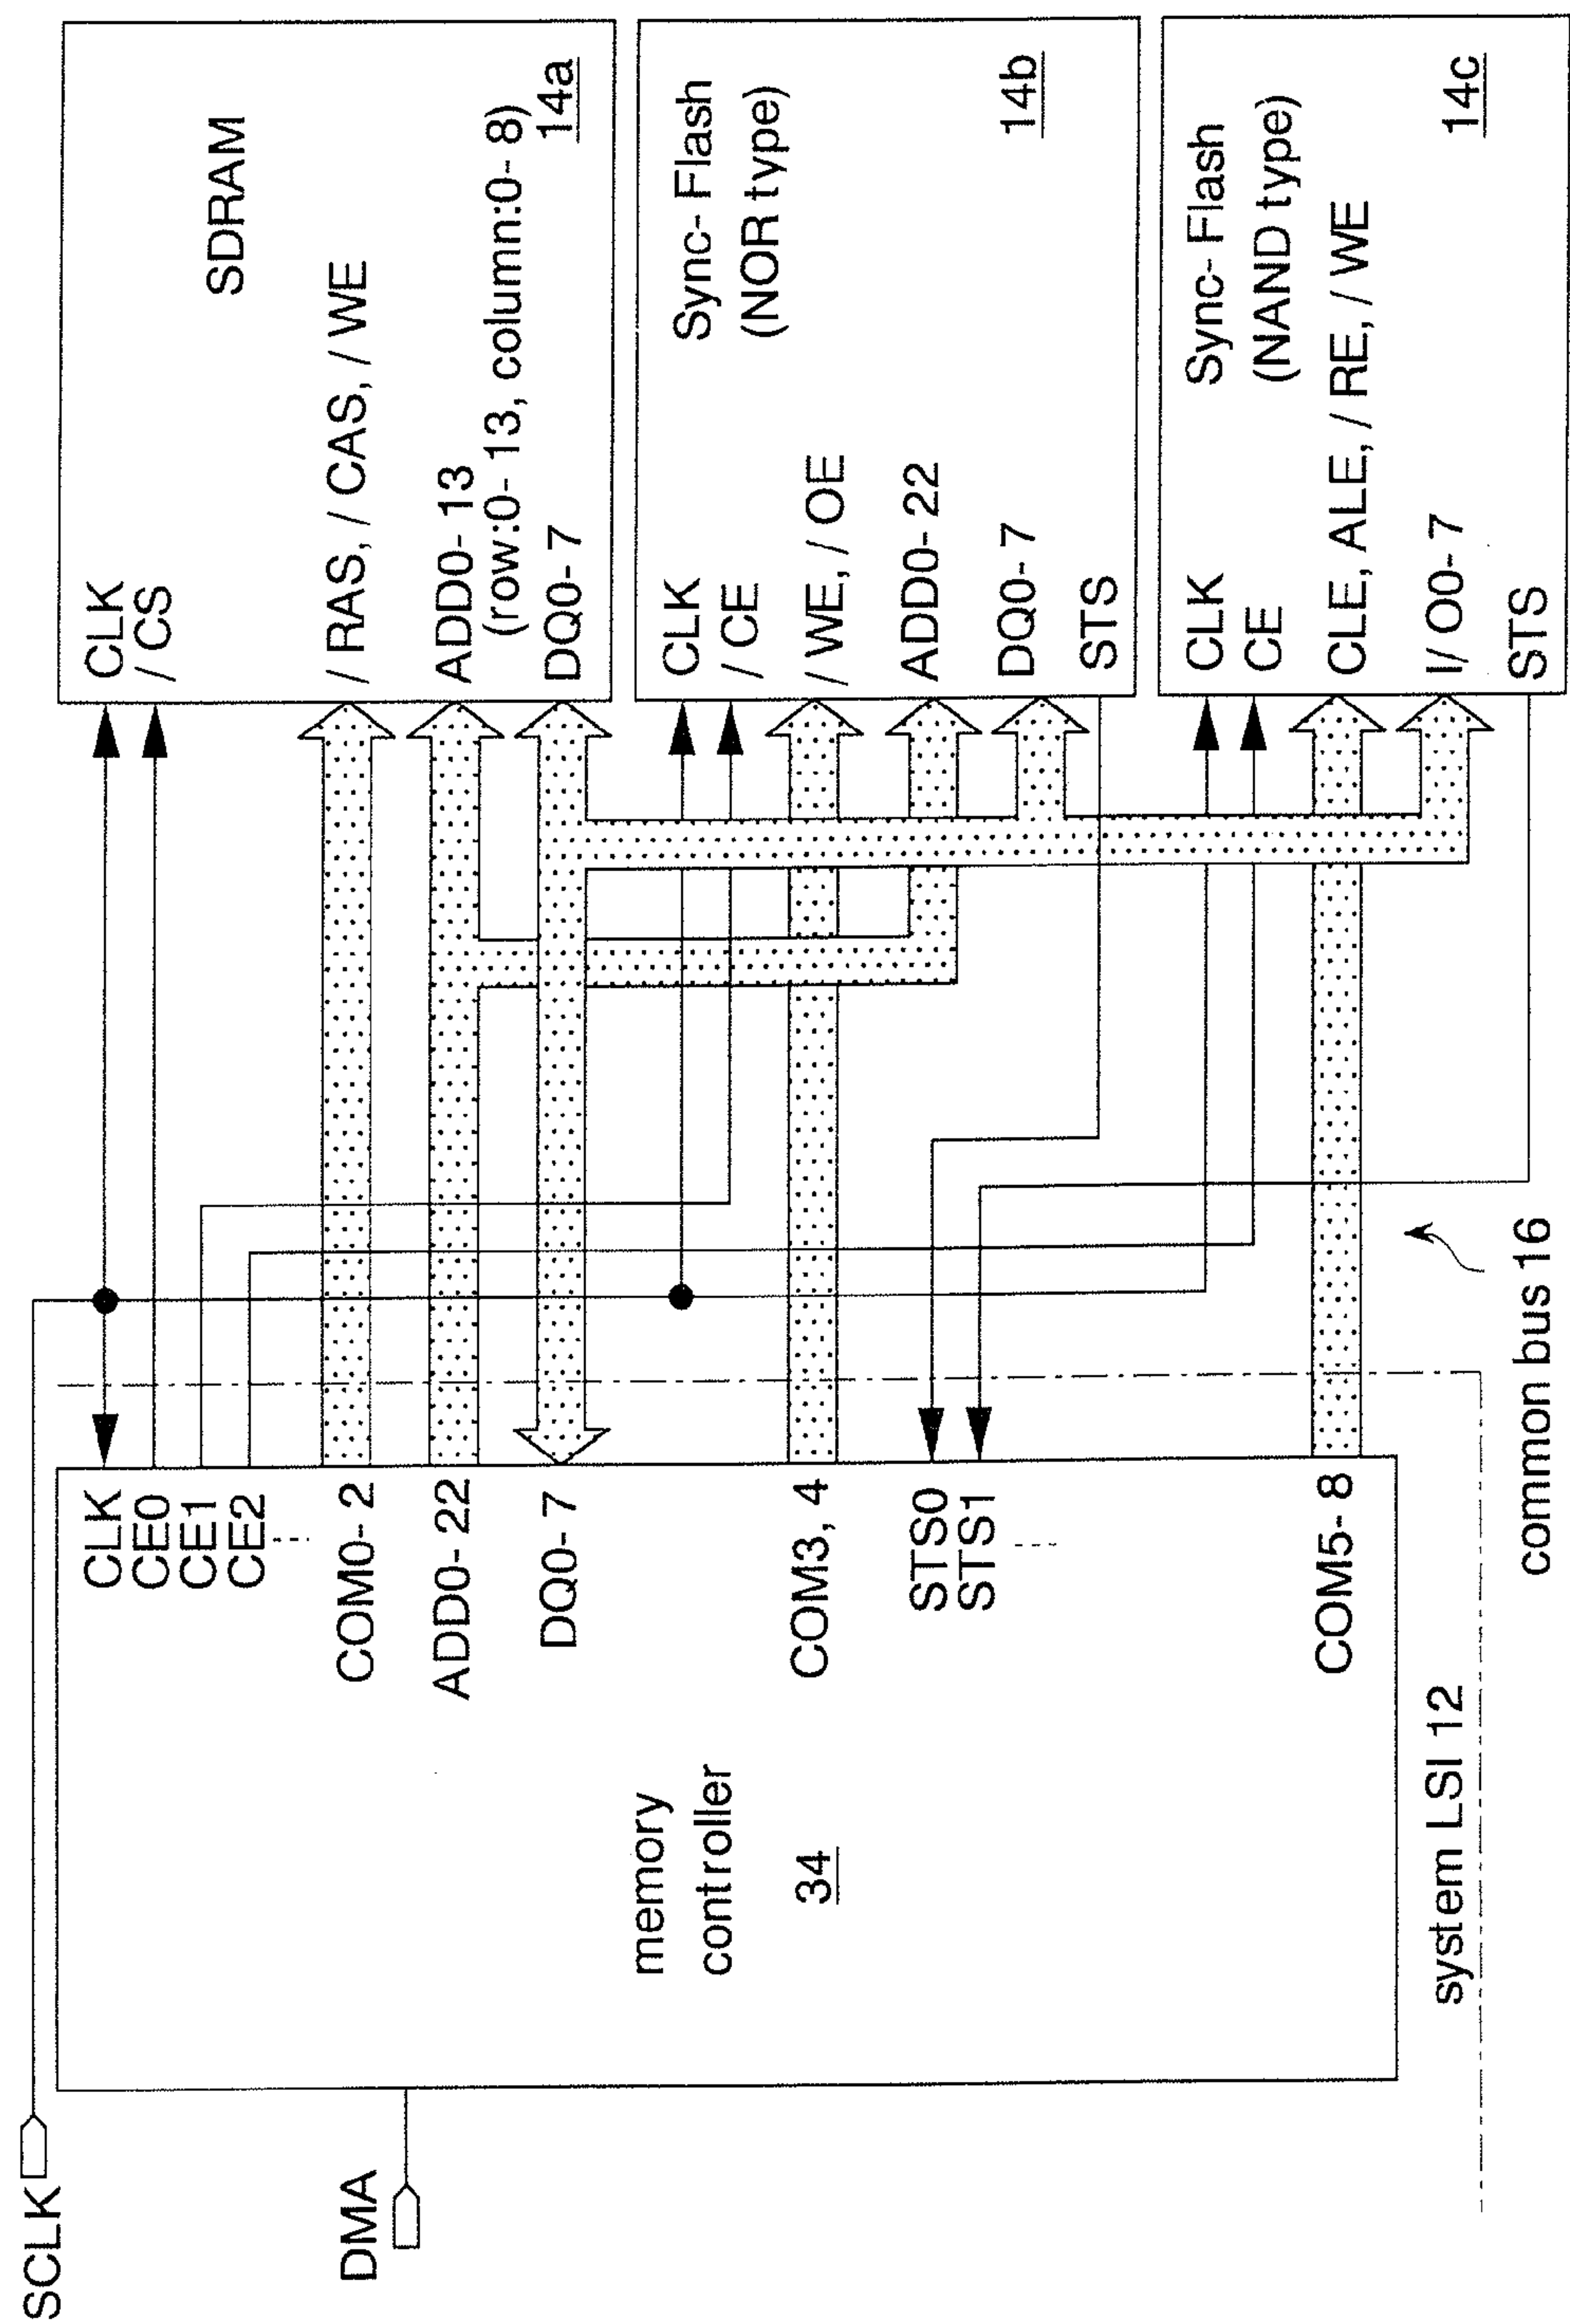 SCLK
DMA
memory
controller
34
CLK
CE0
CE1
CE2
COM0-2
ADD0-22
DQ0-7
COM3, 4
STS0
STS1
COM5-8
system LSI 12
common bus 16
CLK
/ CS
SDRAM
/ RAS, / CAS, / WE
ADD0-13
(row:0-13, column:0-8)
DQ0-7
14a
CLK
/ CE
Sync-Flash
(NOR type)
/ WE, / OE
ADD0-22
DQ0-7
STS
14b
CLK
CE
Sync-Flash
(NAND type)
CLE, ALE, / RE, / WE
I/ O0-7
STS
14c